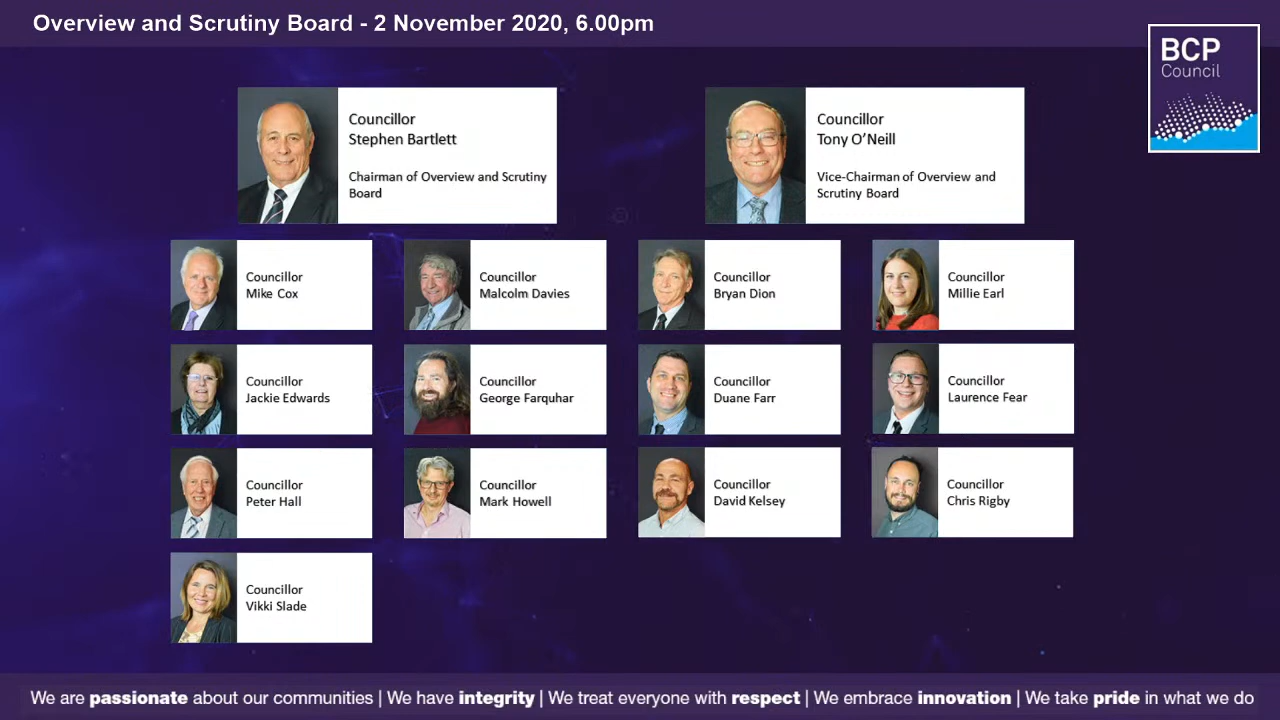 Overview and Scrutiny Board - 2 November 2020, 6.00pm
BCP
Council
Councillor
Stephen Bartlett
Chairman of Overview and Scrutiny
Board
Councillor
Tony O'Neill
Vice-Chairman of Overview and
Scrutiny Board
Councillor
Mike Cox
Councillor
Malcolm Davies
Councillor
Bryan Dion
Councillor
Millie Earl
Councillor
Jackie Edwards
Councillor
George Farquhar
Councillor
Duane Farr
Councillor
Laurence Fear
Councillor
Peter Hall
Councillor
Mark Howell
Councillor
David Kelsey
Councillor
Chris Rigby
Councillor
Vikki Slade
We are passionate about our communities | We have integrity | We treat everyone with respect | We embrace innovation | We take pride in what we do